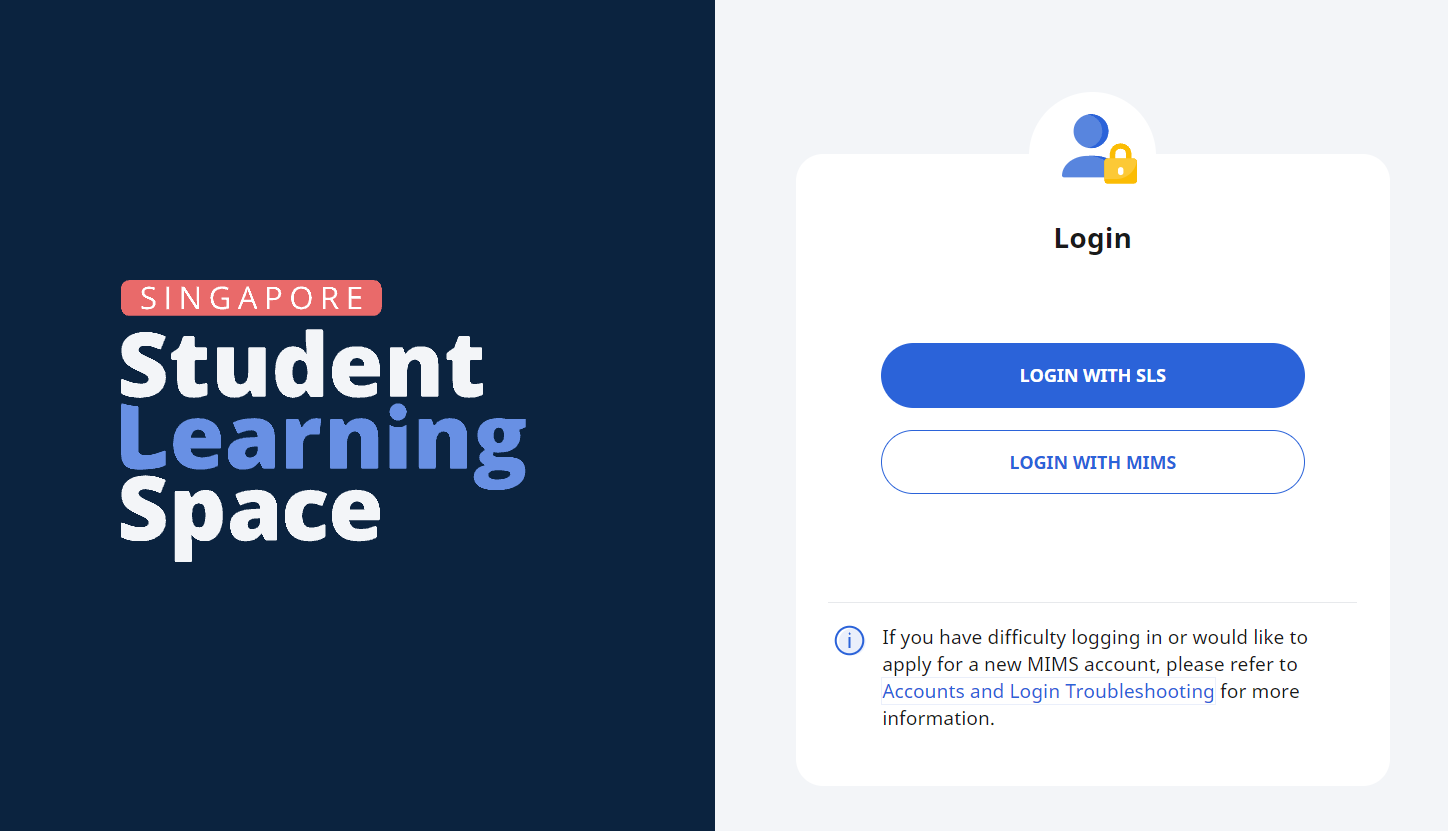 SINGAPORE
Student
Learning
Space
Login
LOGIN WITH SLS
LOGIN WITH MIMS
i
If you have difficulty logging in or would like to
apply for a new MIMS account, please refer to
Accounts and Login Troubleshooting for more
information.